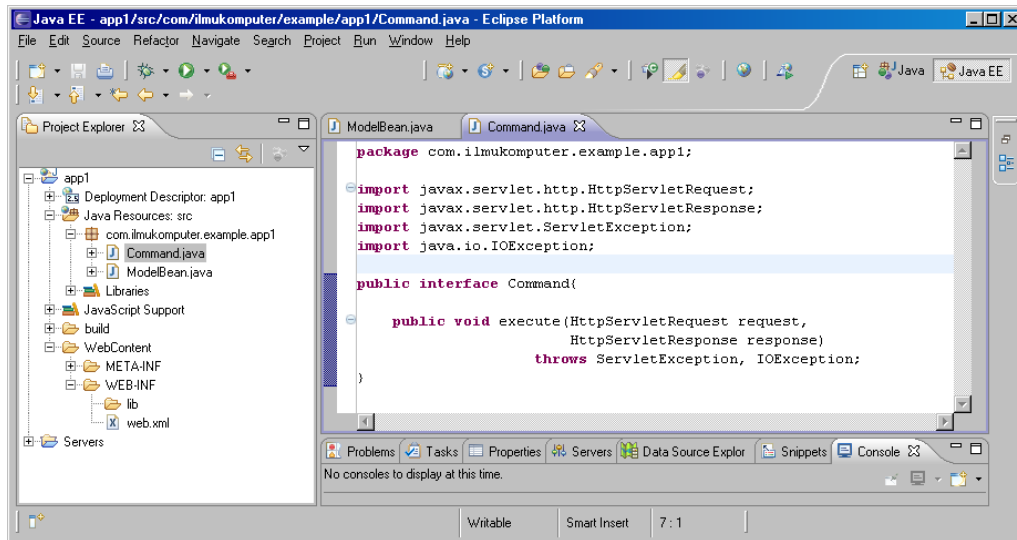 Java EE - app1/src/com/ilmukomputer/example/app1/Command.java - Eclipse Platform
File Edit Source Refactor Navigate Search Project Run Window Help
Java Java EE
Project Explorer
app1
Deployment Descriptor: app1
Java Resources: src
com.ilmukomputer.example.app1
Command.java
ModelBean.java
Libraries
JavaScript Support
build
WebContent
META-INF
WEB-INF
lib
web.xml
Servers
ModelBean.java Command.java
package com.ilmukomputer.example.app1;
import javax.servlet.http.HttpServletRequest;
import javax.servlet.http.HttpServletResponse;
import javax.servlet.ServletException;
import java.io.IOException;
public interface Command{
public void execute(HttpServletRequest request,
HttpServletResponse response)
throws ServletException, IOException;
}
Problems Tasks Properties Servers Data Source Explor Snippets Console
No consoles to display at this time.
Writable Smart Insert 7 : 1